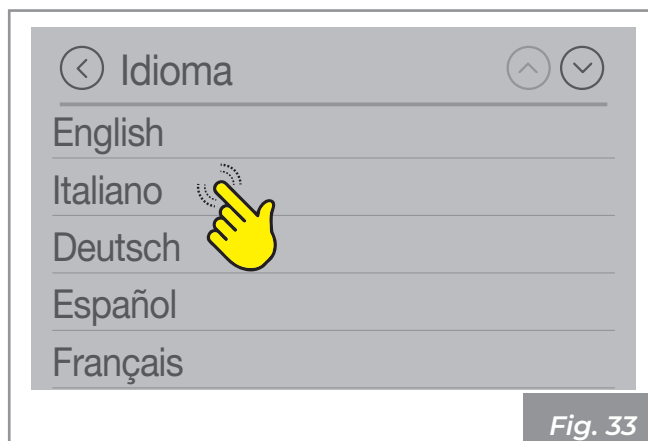 Idioma
English
Italiano
Deutsch
Español
Français
Fig. 33